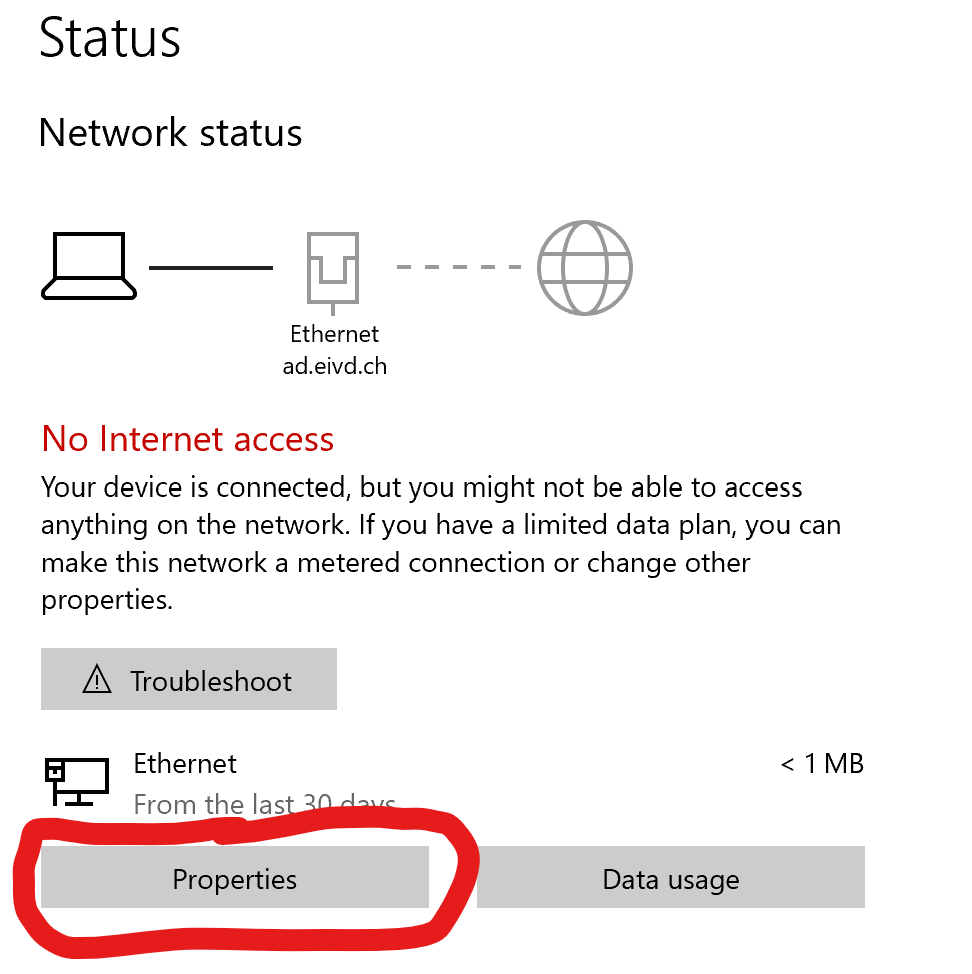 Status
Network status
Ethernet
ad.eivd.ch
No Internet access
Your device is connected, but you might not be able to access
anything on the network. If you have a limited data plan, you can
make this network a metered connection or change other
properties.
Troubleshoot
Ethernet < 1 MB
From the last 30 days
Properties Data usage